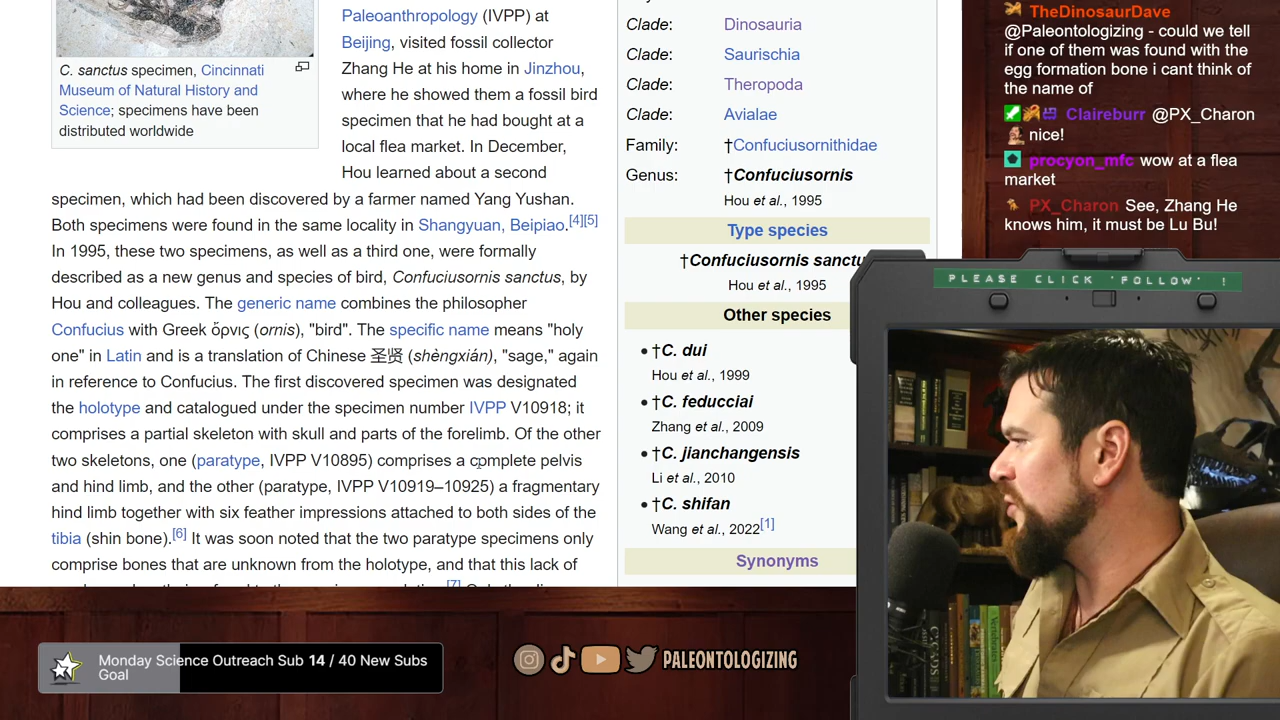 Paleoanthropology (IVPP) at
Beijing, visited fossil collector
Zhang He at his home in Jinzhou,
where he showed them a fossil bird
specimen that he had bought at a
local flea market. In December,
Hou learned about a second
C. sanctus specimen, Cincinnati
Museum of Natural History and
Science; specimens have been
distributed worldwide
specimen, which had been discovered by a farmer named Yang Yushan.
Both specimens were found in the same locality in Shangyuan, Beipiao.[4][5]
In 1995, these two specimens, as well as a third one, were formally
described as a new genus and species of bird, Confuciusornis sanctus, by
Hou and colleagues. The generic name combines the philosopher
Confucius with Greek ὄρνις (ornis), "bird". The specific name means "holy
one" in Latin and is a translation of Chinese 圣贤 (shèngxián), "sage," again
in reference to Confucius. The first discovered specimen was designated
the holotype and catalogued under the specimen number IVPP V10918; it
comprises a partial skeleton with skull and parts of the forelimb. Of the other
two skeletons, one (paratype, IVPP V10895) comprises a complete pelvis
and hind limb, and the other (paratype, IVPP V10919–10925) a fragmentary
hind limb together with six feather impressions attached to both sides of the
tibia (shin bone).[6] It was soon noted that the two paratype specimens only
comprise bones that are unknown from the holotype, and that this lack of
[7]
Clade: Dinosauria
Clade: Saurischia
Clade: Theropoda
Clade: Avialae
Family: †Confuciusornithidae
Genus: †Confuciusornis
Hou et al., 1995
Type species
†Confuciusornis sanctu
Hou et al., 1995
Other species
• †C. dui
Hou et al., 1999
• †C. feducciai
Zhang et al., 2009
• †C. jianchangensis
Li et al., 2010
• †C. shifan
Wang et al., 2022[1]
Synonyms
TheDinosaurDave
@Paleontologizing - could we tell
if one of them was found with the
egg formation bone i cant think of
the name of
Claireburr @PX_Charon
nice!
procyon_mfc wow at a flea
market
PX_Charon See, Zhang He
knows him, it must be Lu Bu!
PLEASE CLICK 'FOLLOW' !
Monday Science Outreach Sub 14 / 40 New Subs
Goal
PALEONTOLOGIZING